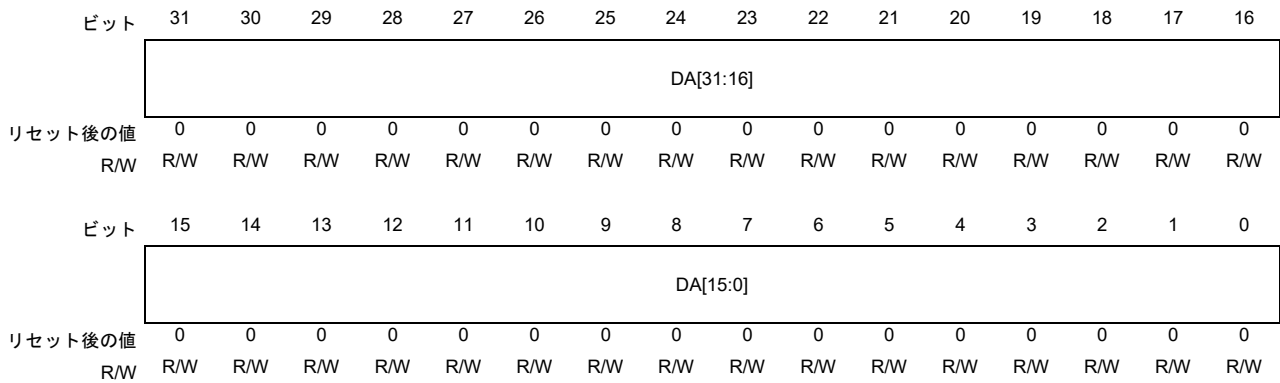 ビット 31 30 29 28 27 26 25 24 23 22 21 20 19 18 17 16
DA[31:16]
リセット後の値 0 0 0 0 0 0 0 0 0 0 0 0 0 0 0 0
R/W R/W R/W R/W R/W R/W R/W R/W R/W R/W R/W R/W R/W R/W R/W R/W R/W
ビット 15 14 13 12 11 10 9 8 7 6 5 4 3 2 1 0
DA[15:0]
リセット後の値 0 0 0 0 0 0 0 0 0 0 0 0 0 0 0 0
R/W R/W R/W R/W R/W R/W R/W R/W R/W R/W R/W R/W R/W R/W R/W R/W R/W